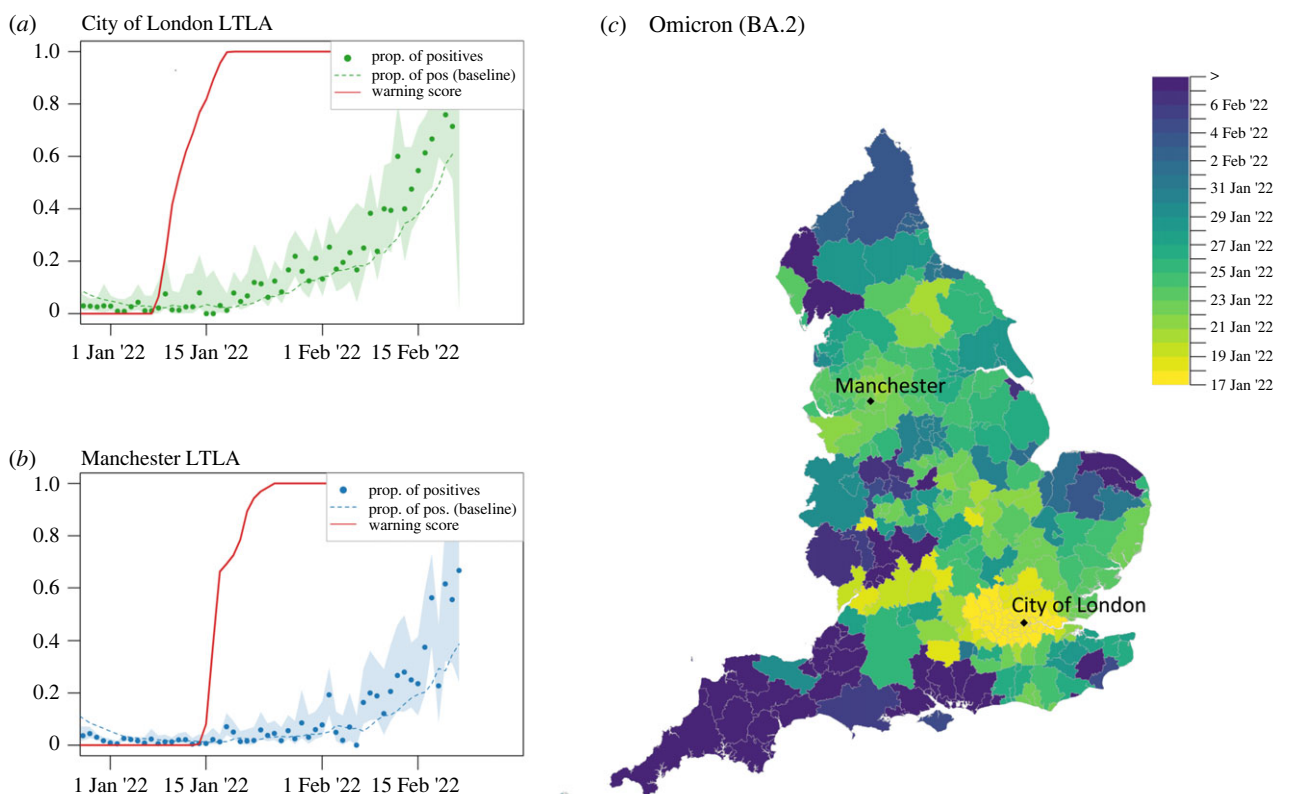 (a) City of London LTLA
1.0
0.8
0.6
0.4
0.2
0
prop. of positives
prop. of pos (baseline)
warning score
1 Jan '22 15 Jan '22 1 Feb '22 15 Feb '22
(b) Manchester LTLA
1.0
0.8
0.6
0.4
0.2
0
prop. of positives
prop. of pos. (baseline)
warning score
1 Jan '22 15 Jan '22 1 Feb '22 15 Feb '22
(c) Omicron (BA.2)
>
6 Feb '22
4 Feb '22
2 Feb '22
31 Jan '22
29 Jan '22
27 Jan '22
25 Jan '22
23 Jan '22
21 Jan '22
19 Jan '22
17 Jan '22
Manchester
City of London